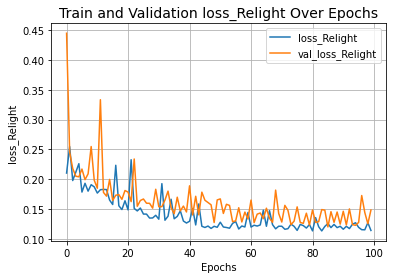 Train and Validation loss_Relight Over Epochs
loss_Relight
val_loss_Relight
loss_Relight
0.45
0.40
0.35
0.30
0.25
0.20
0.15
0.10
0
20
40
60
80
100
Epochs